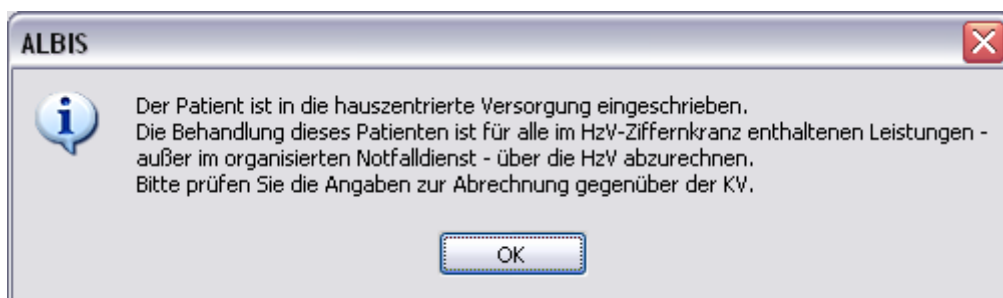 ALBIS
Der Patient ist in die hauszentrierte Versorgung eingeschrieben.
Die Behandlung dieses Patienten ist für alle im HzV-Ziffernkranz enthaltenen Leistungen -
außer im organisierten Notfalldienst - über die HzV abzurechnen.
Bitte prüfen Sie die Angaben zur Abrechnung gegenüber der KV.
OK